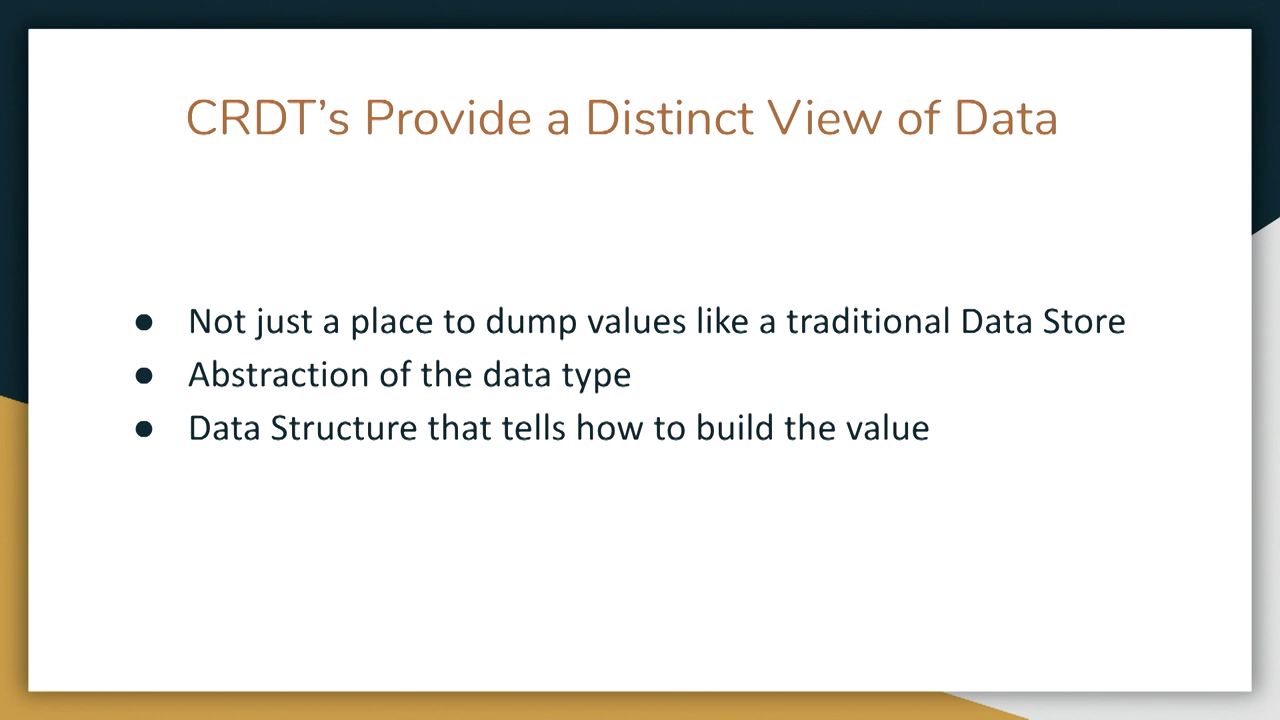 CRDT’s Provide a Distinct View of Data
● Not just a place to dump values like a traditional Data Store
● Abstraction of the data type
● Data Structure that tells how to build the value